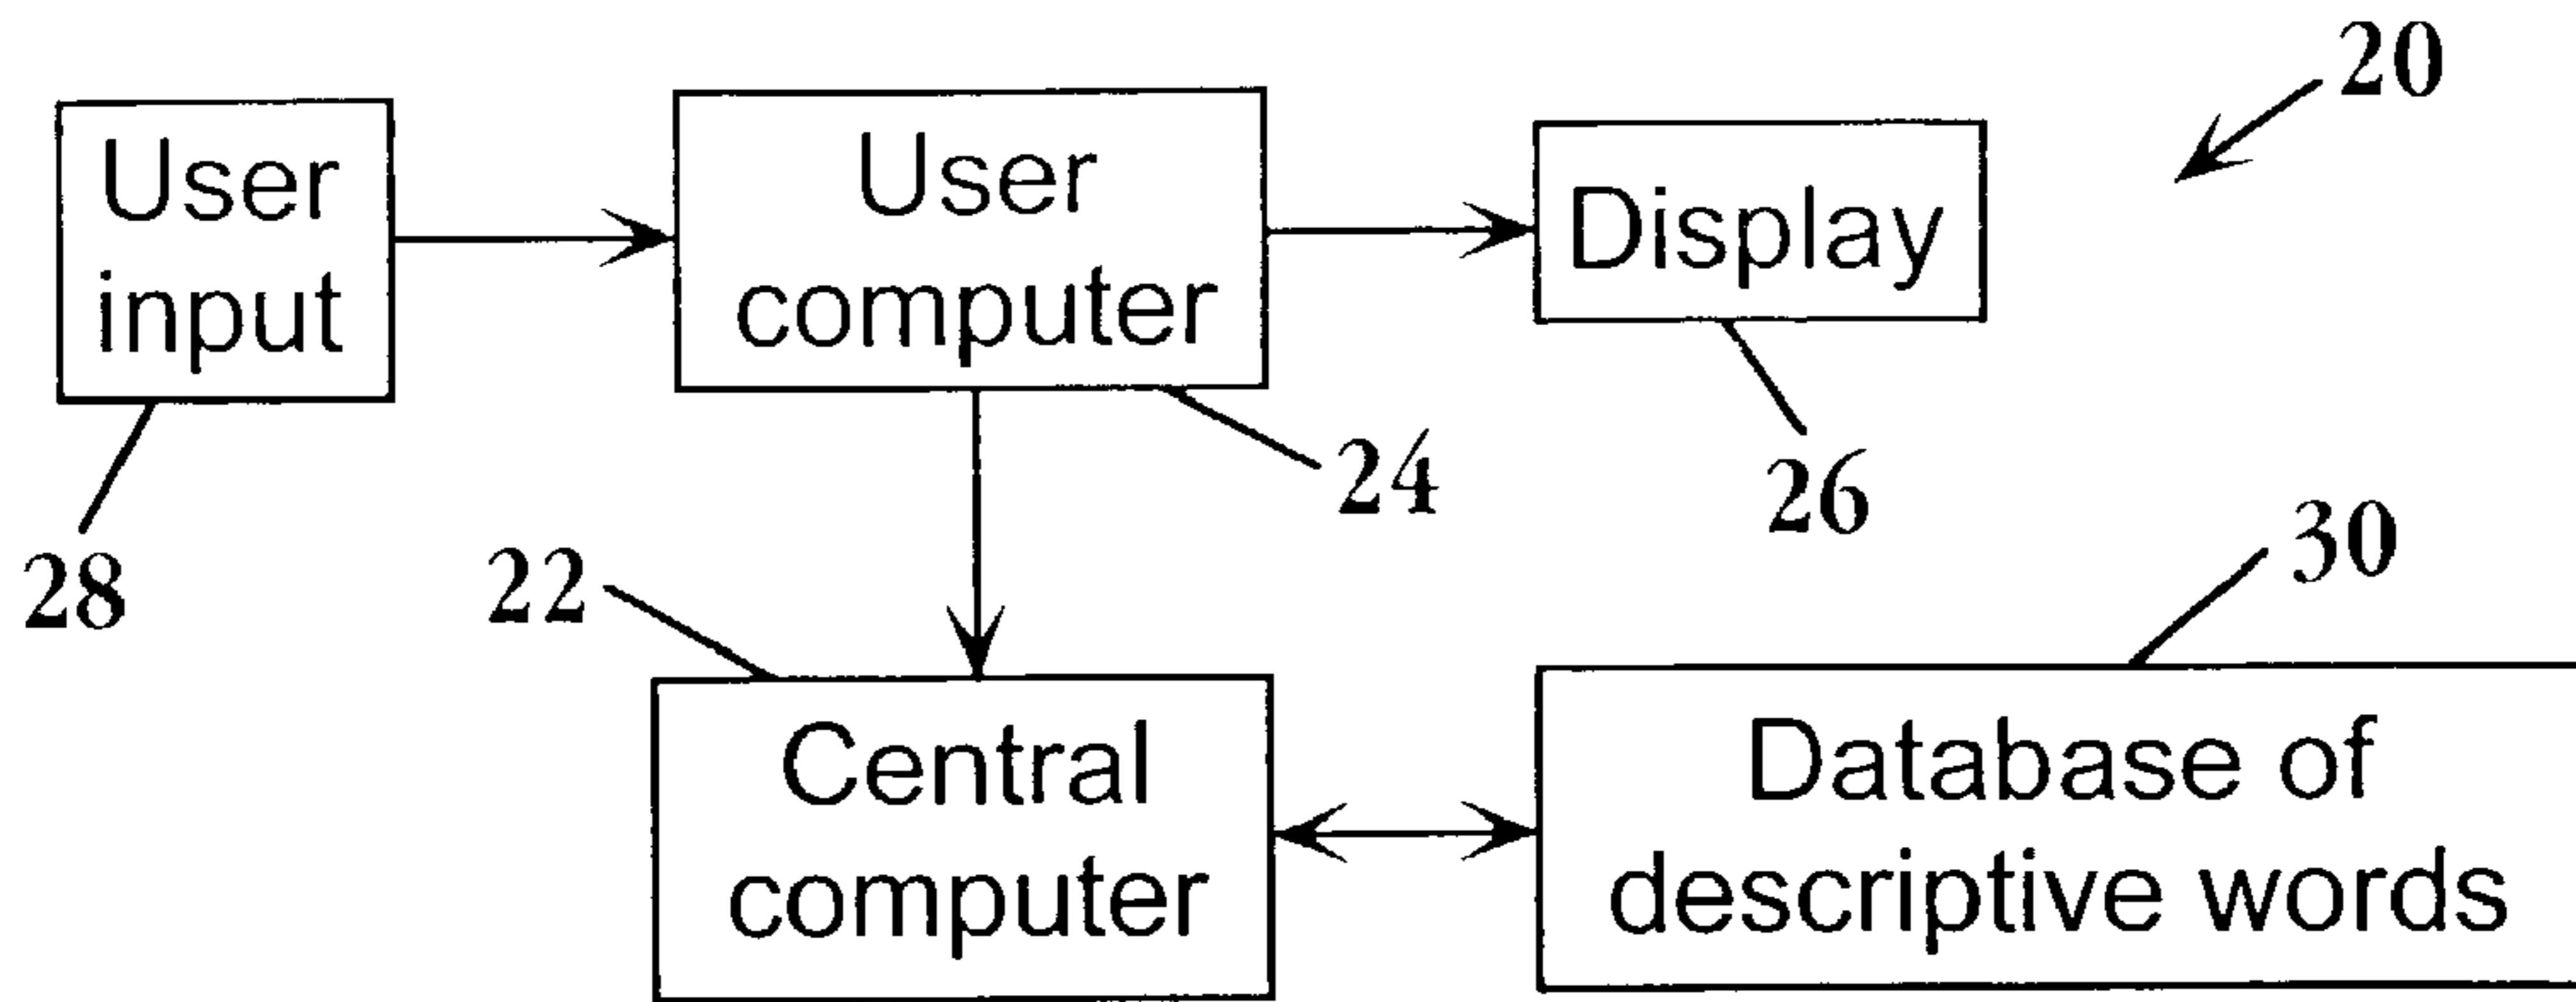 20
User
input
User
computer
Display
28
24
26
22
30
Central
computer
Database of
descriptive words